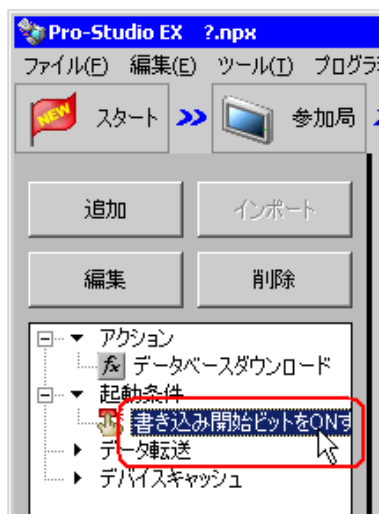 Pro-Studio EX ?.npx
ファイル(F) 編集(E) ツール(T) プログラ
NEW スタート 参加局
追加 インポート
編集 削除
アクション
fx データベースダウンロード
起動条件
書き込み開始ビットをONす
データ転送
デバイスキャッシュ